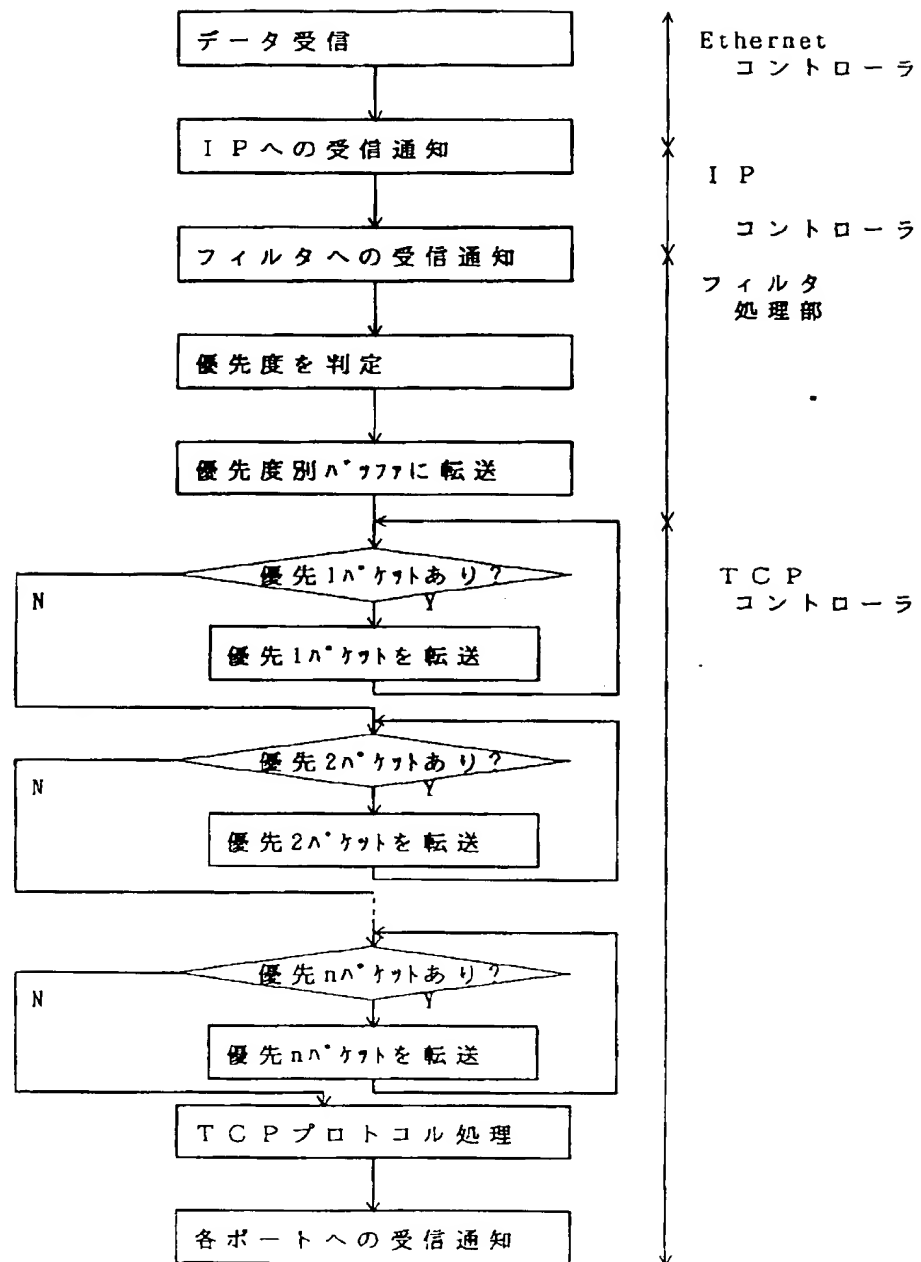 データ受信
Ethernet
コントローラ
IPへの受信通知
IP
コントローラ
フィルタへの受信通知
フィルタ
処理部
優先度を判定
優先度別ﾊﾞｯﾌｧに転送
優先1ﾊﾟｹｯﾄあり?
N
Y
TCP
コントローラ
優先1ﾊﾟｹｯﾄを転送
優先2ﾊﾟｹｯﾄあり?
N
Y
優先2ﾊﾟｹｯﾄを転送
優先nﾊﾟｹｯﾄあり?
N
Y
優先nﾊﾟｹｯﾄを転送
TCPプロトコル処理
各ポートへの受信通知